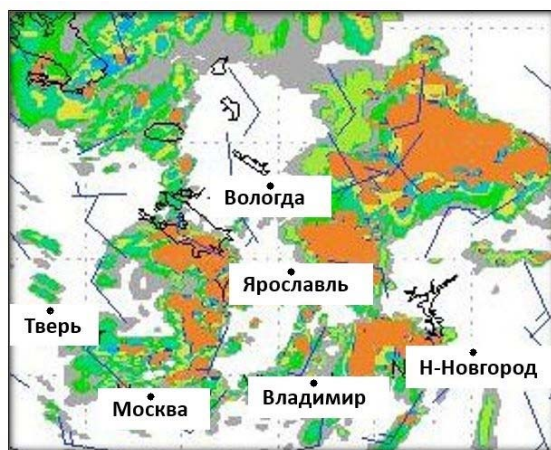 Вологда
Ярославль
Тверь
Н-Новгород
Владимир
Москва
N